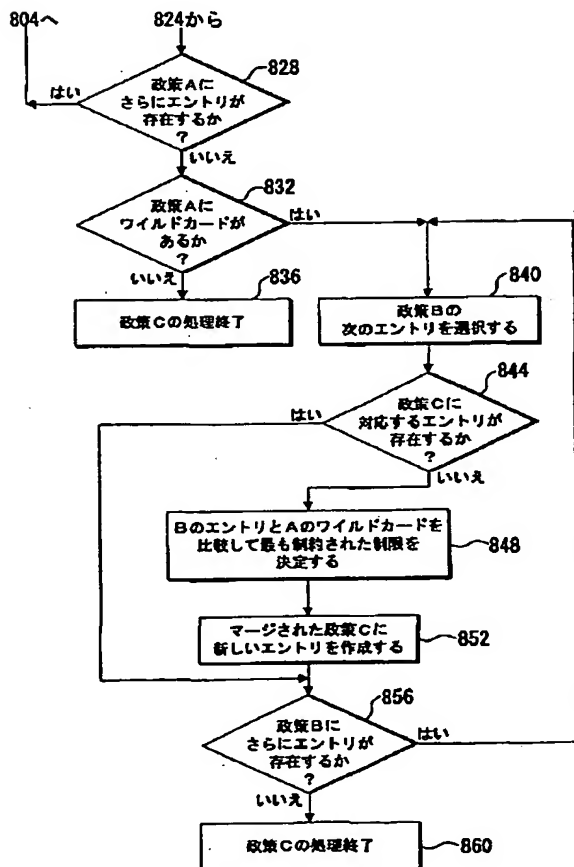 804へ
824から
828
政策Aに
さらにエントリが
存在するか
?
はい
いいえ
832
政策Aに
ワイルドカードが
あるか
?
はい
いいえ
836
政策Cの処理終了
840
政策Bの
次のエントリを選択する
844
政策Cに
対応するエントリが
存在するか
?
はい
いいえ
BのエントリとAのワイルドカードを
比較して最も制約された制限を
決定する
848
マージされた政策Cに
新しいエントリを作成する
852
856
政策Bに
さらにエントリが
存在するか
?
はい
いいえ
政策Cの処理終了
860